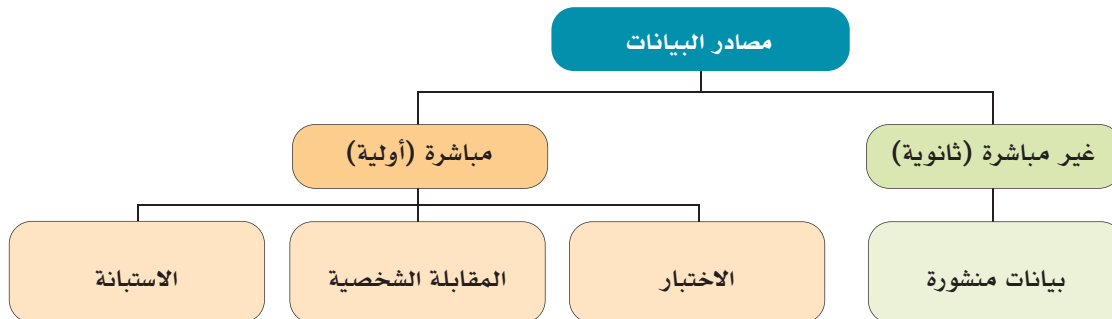 مصادر البيانات
غير مباشرة (ثانوية)
مباشرة (أولية)
بيانات منشورة
الاختبار
المقابلة الشخصية
الاستبانة